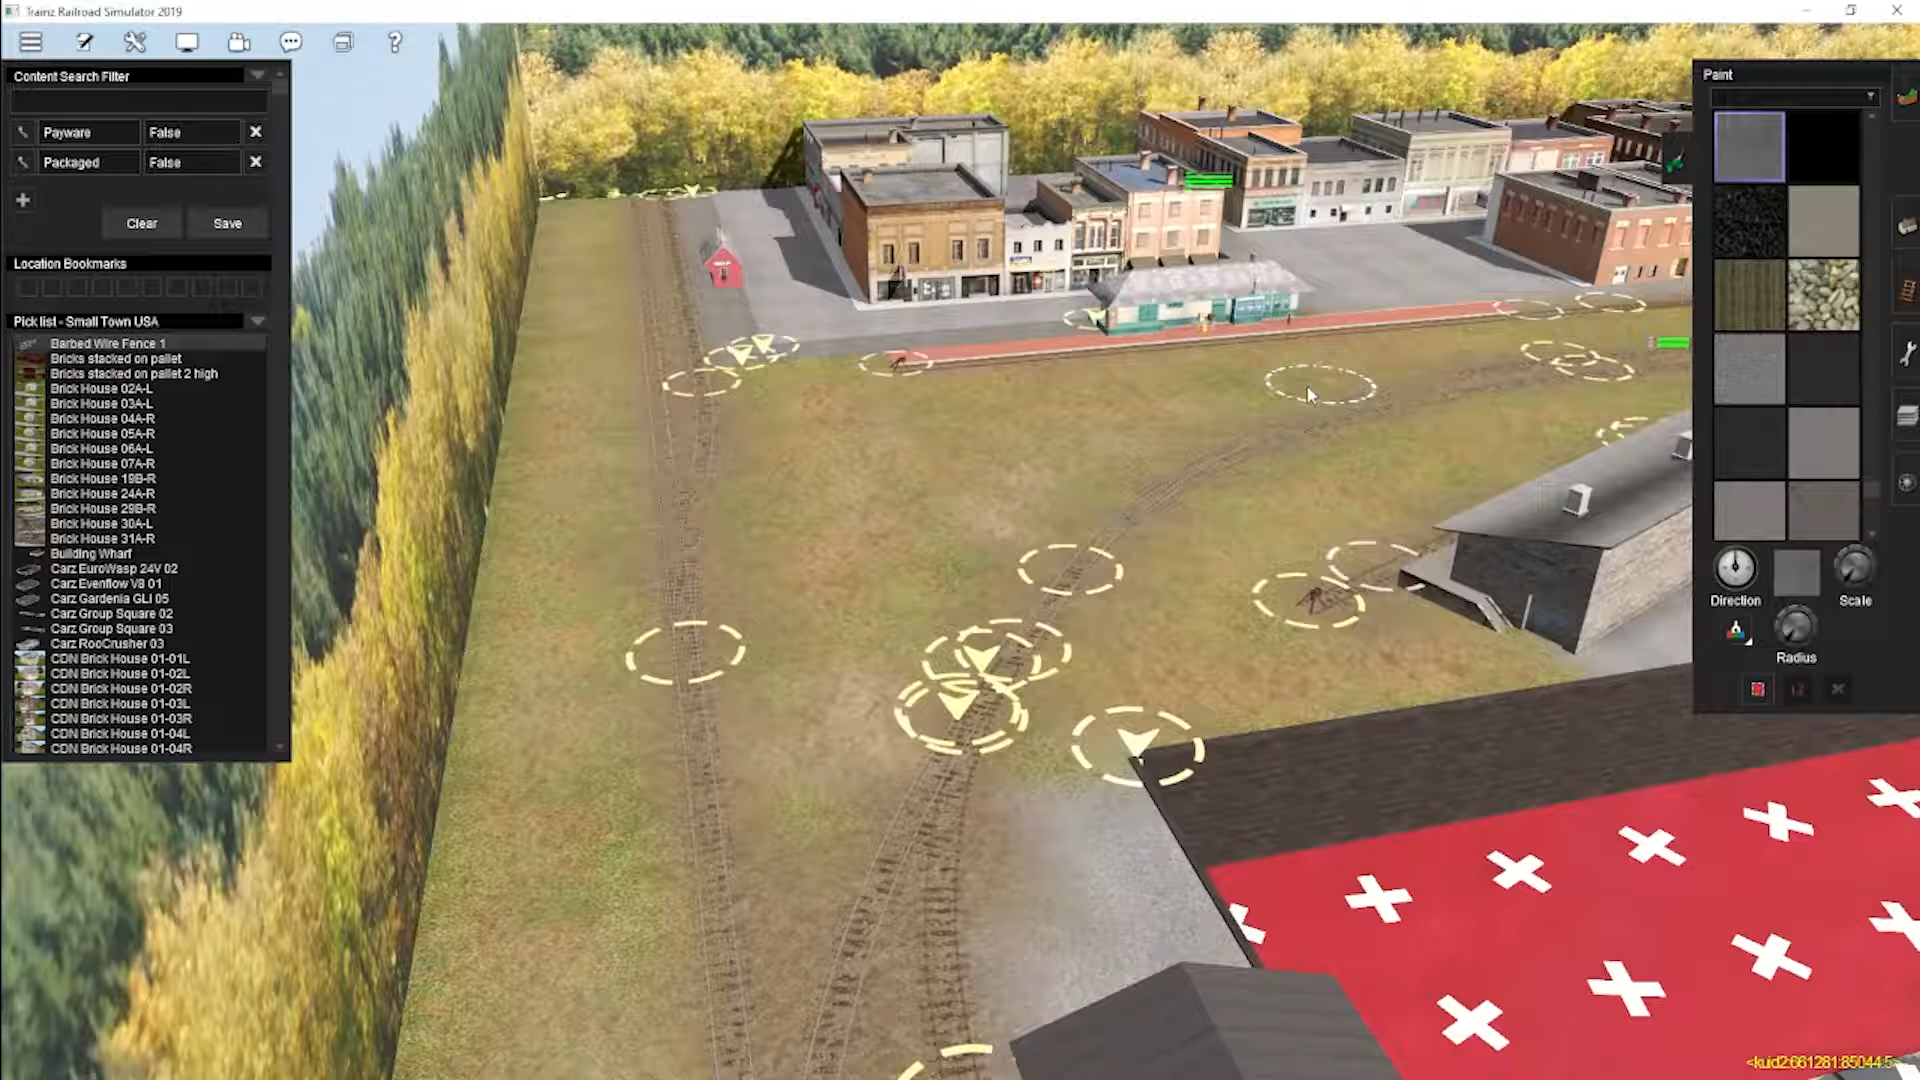 Trainz Railroad Simulator 2019
Content Search Filter
Payware False
Packaged False
Clear Save
Location Bookmarks
Pick list - Small Town USA
Barbed Wire Fence 1
Bricks stacked on pallet
Bricks stacked on pallet 2 high
Brick House 02A-L
Brick House 03A-L
Brick House 04A-R
Brick House 05A-R
Brick House 06A-L
Brick House 07A-R
Brick House 19B-R
Brick House 24A-R
Brick House 29B-R
Brick House 30A-L
Brick House 31A-R
Building Wharf
Carz EuroWasp 24V 02
Carz Evenflow V8 01
Carz Gardenia GLI 05
Carz Group Square 02
Carz Group Square 03
Carz RooCrusher 03
CDN Brick House 01-01L
CDN Brick House 01-02L
CDN Brick House 01-02R
CDN Brick House 01-03L
CDN Brick House 01-03R
CDN Brick House 01-04L
CDN Brick House 01-04R
Paint
Direction
Scale
Radius
<kuid2:661281:85044:5>